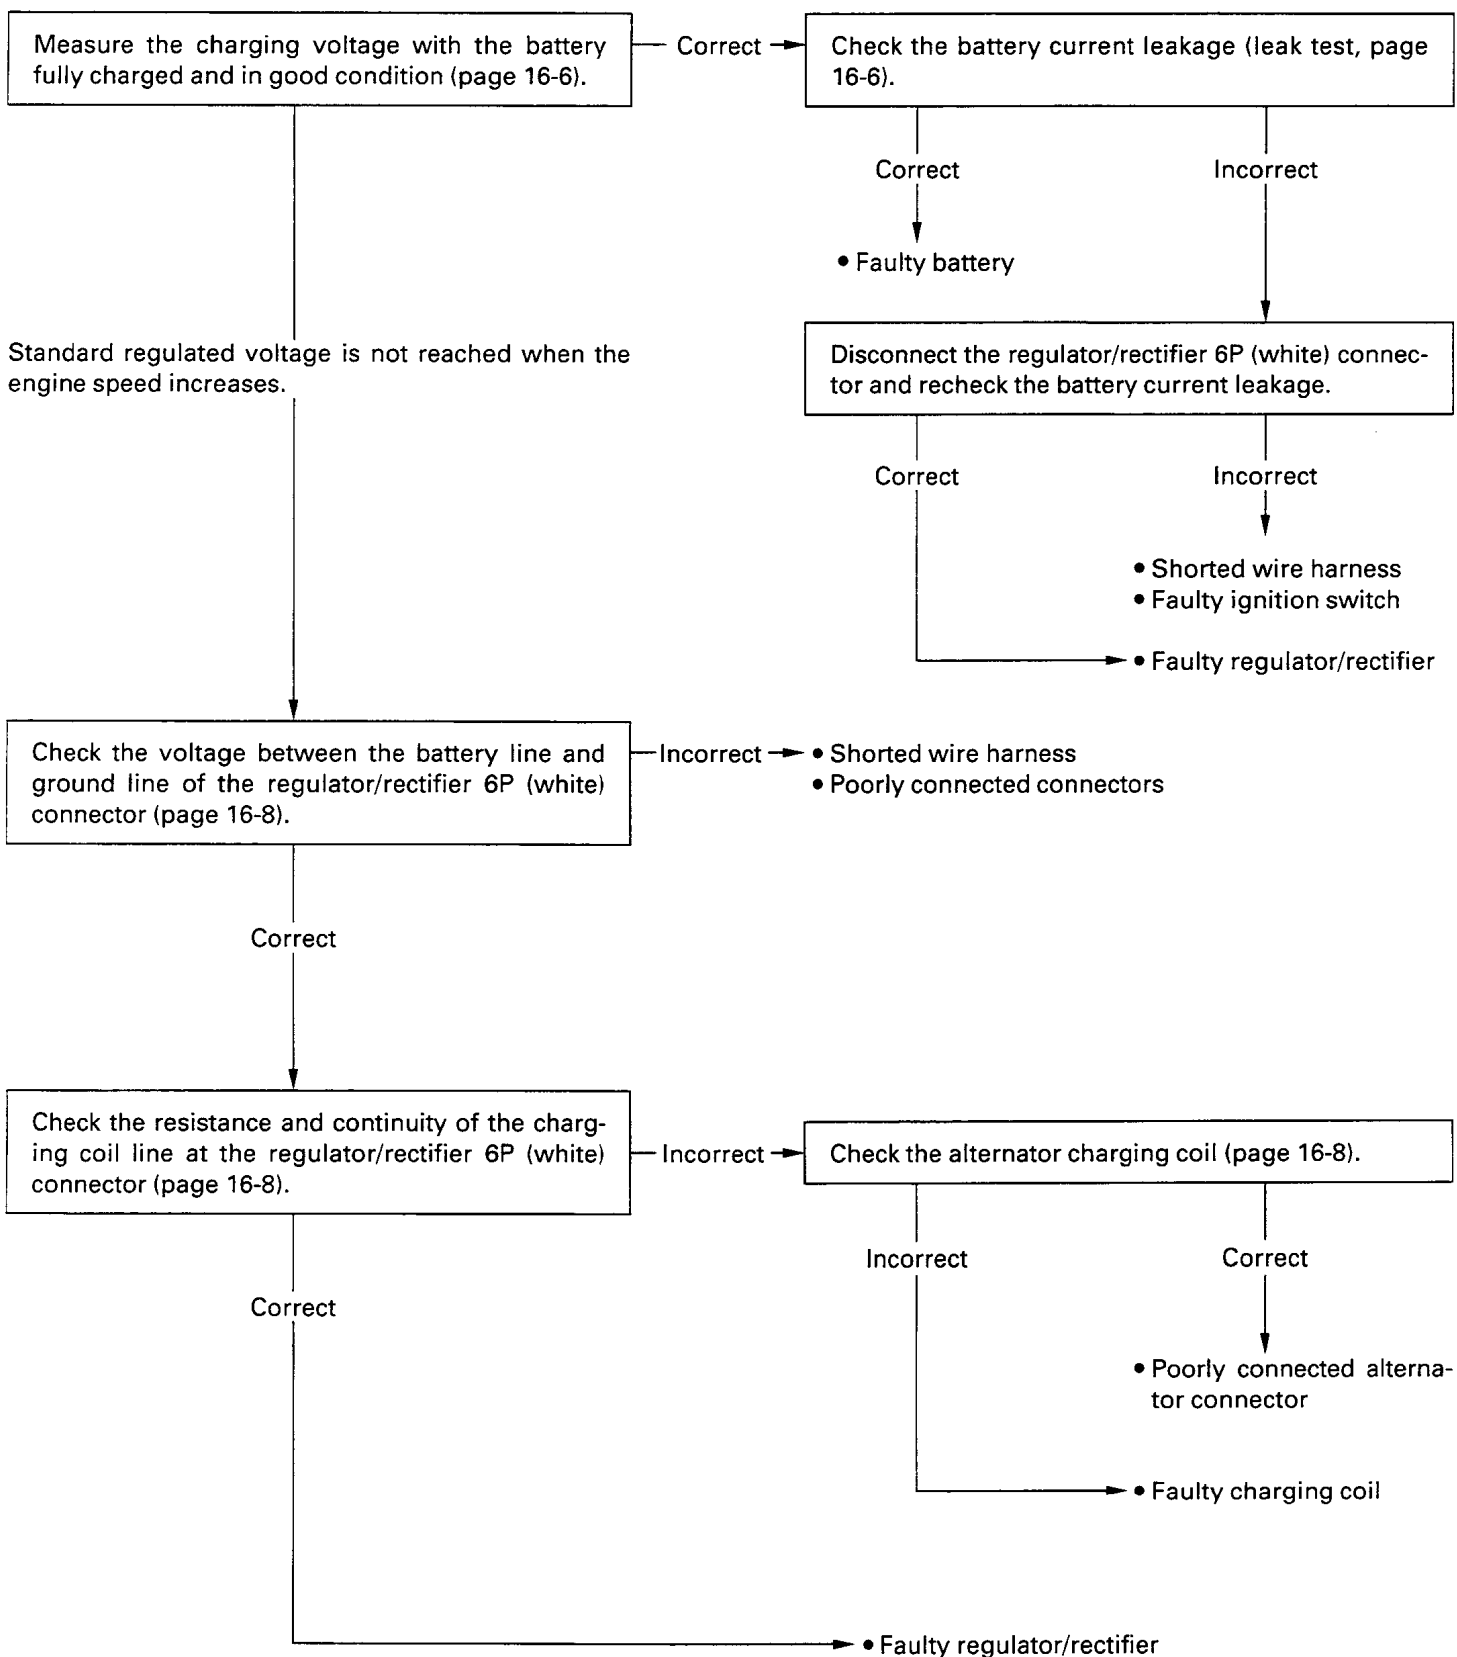 Measure the charging voltage with the battery
fully charged and in good condition (page 16-6).
Correct
Check the battery current leakage (leak test, page
16-6).
Correct
Incorrect
• Faulty battery
Standard regulated voltage is not reached when the
engine speed increases.
Disconnect the regulator/rectifier 6P (white) connec-
tor and recheck the battery current leakage.
Correct
Incorrect
• Shorted wire harness
• Faulty ignition switch
• Faulty regulator/rectifier
Check the voltage between the battery line and
ground line of the regulator/rectifier 6P (white)
connector (page 16-8).
Incorrect
• Shorted wire harness
• Poorly connected connectors
Correct
Check the resistance and continuity of the charg-
ing coil line at the regulator/rectifier 6P (white)
connector (page 16-8).
Incorrect
Check the alternator charging coil (page 16-8).
Incorrect
Correct
Correct
• Poorly connected alterna-
tor connector
• Faulty charging coil
• Faulty regulator/rectifier